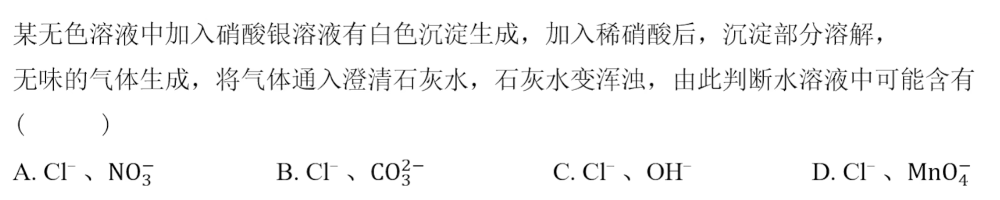 某无色溶液中加入硝酸银溶液有白色沉淀生成，加入稀硝酸后，沉淀部分溶解，
无味的气体生成，将气体通入澄清石灰水，石灰水变浑浊，由此判断水溶液中可能含有
（　　　）
A. Cl⁻ 、NO₃⁻ B. Cl⁻ 、CO₃²⁻ C. Cl⁻ 、OH⁻ D. Cl⁻ 、MnO₄⁻